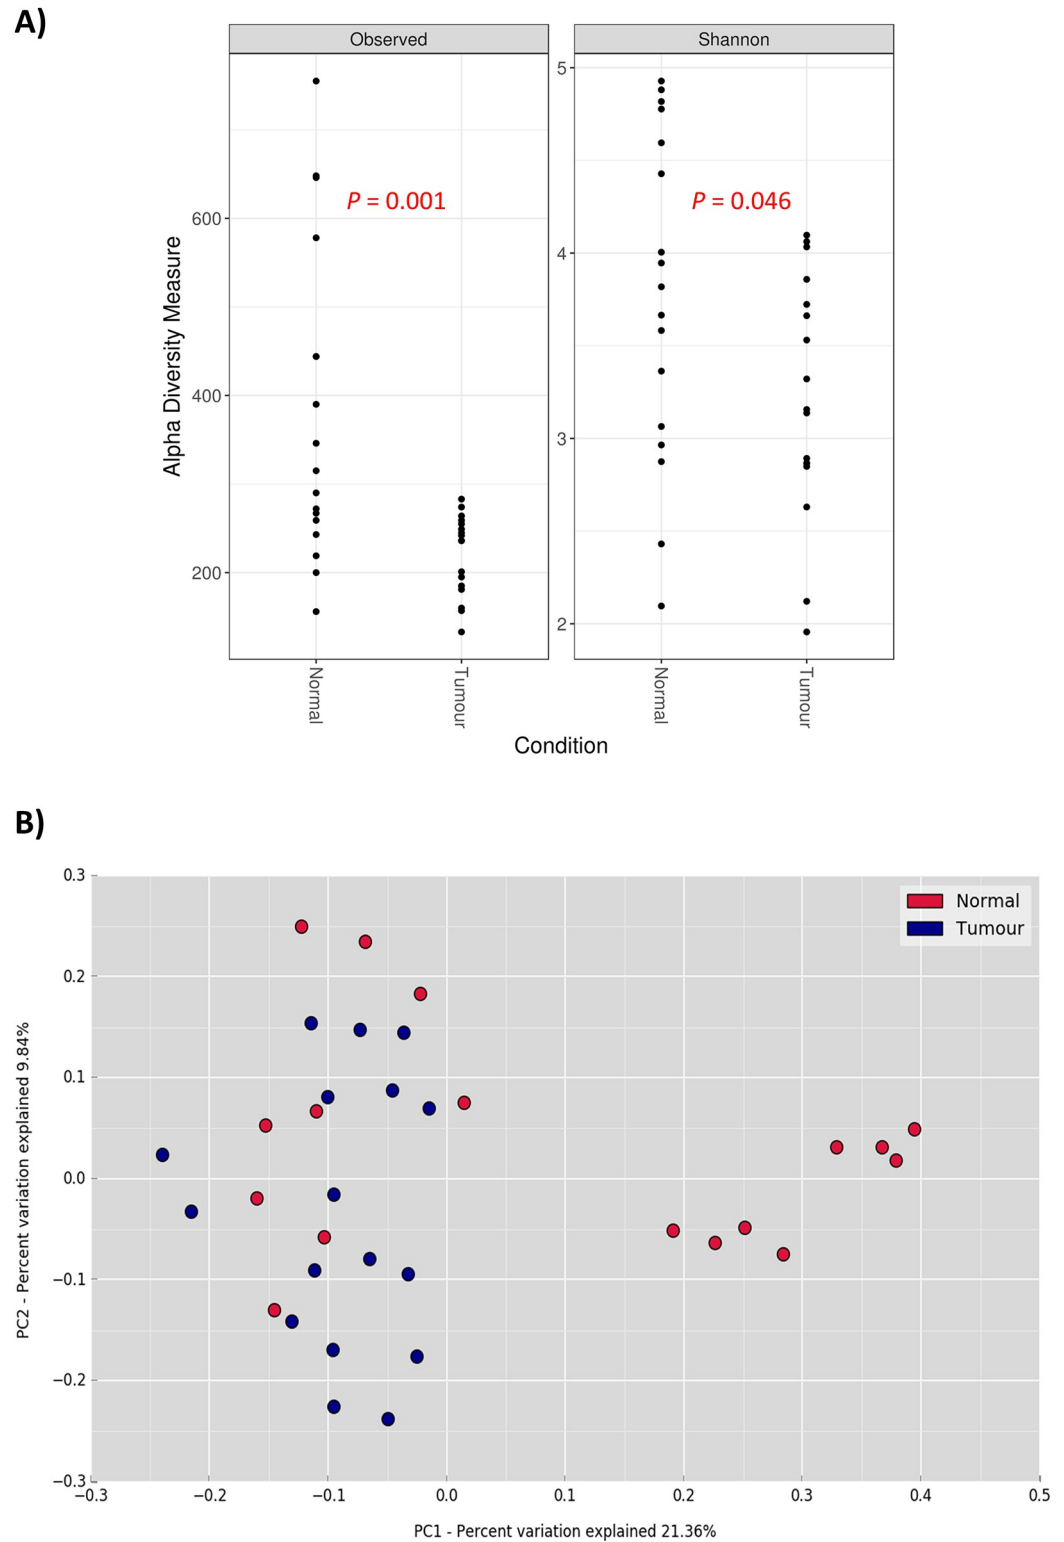 A)
Observed
Shannon
P = 0.001
P = 0.046
Alpha Diversity Measure
600
400
200
5
4
3
2
Normal
Tumour
Normal
Tumour
Condition
B)
Normal
Tumour
PC2 - Percent variation explained 9.84%
0.3
0.2
0.1
0.0
−0.1
−0.2
−0.3
−0.3
−0.2
−0.1
0.0
0.1
0.2
0.3
0.4
0.5
PC1 - Percent variation explained 21.36%